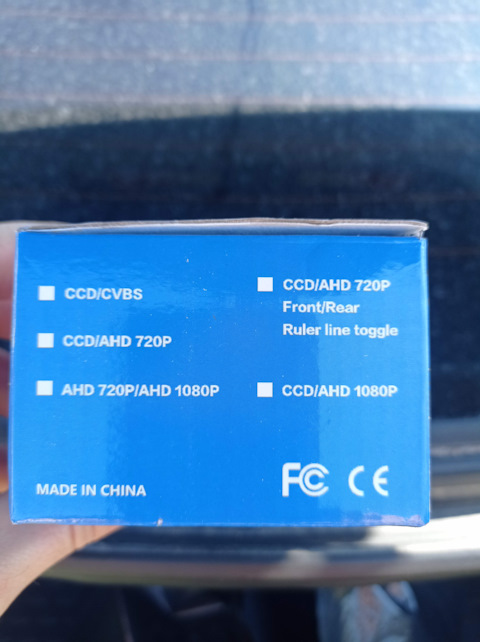 CCD/CVBS
CCD/AHD 720P
AHD 720P/AHD 1080P
CCD/AHD 720P
Front/Rear
Ruler line toggle
CCD/AHD 1080P
MADE IN CHINA
FC CE